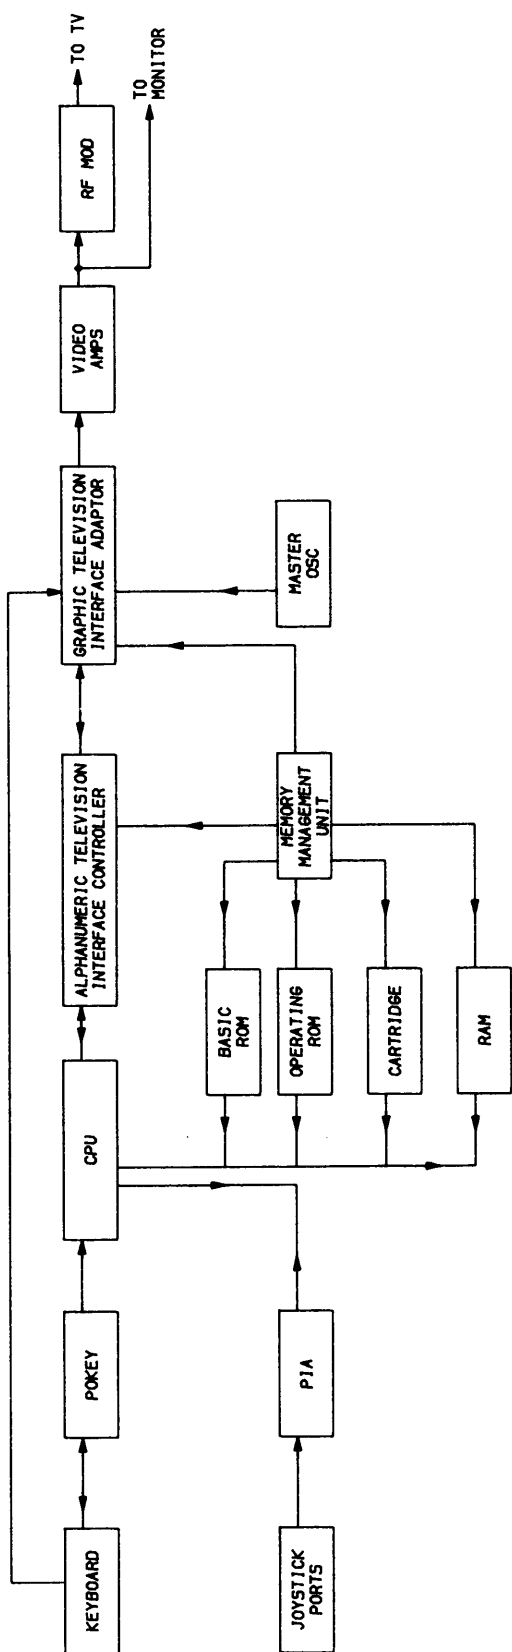 KEYBOARD
POKEY
CPU
ALPHANUMERIC TELEVISION
INTERFACE CONTROLLER
GRAPHIC TELEVISION
INTERFACE ADAPTOR
VIDEO
AMPS
RF MOD
TO TV
TO
MONITOR
JOYSTICK
PORTS
PIA
BASIC
ROM
OPERATING
ROM
CARTRIDGE
RAM
MEMORY
MANAGEMENT
UNIT
MASTER
OSC